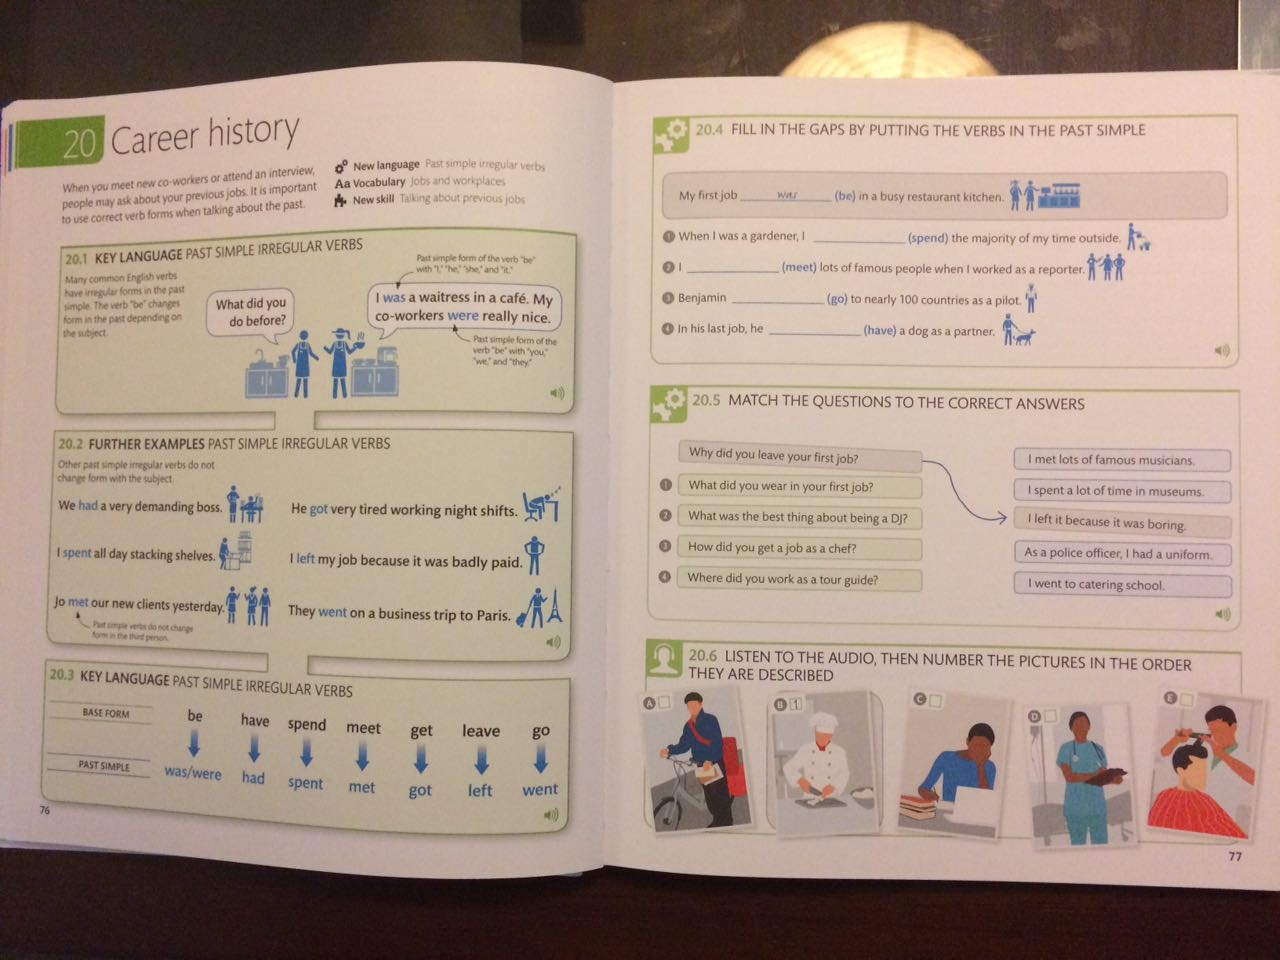 20 Career history
When you meet new co-workers or attend an interview,
people may ask about your previous jobs. It is important
to use correct verb forms when talking about the past.
New language Past simple irregular verbs
Aa Vocabulary Jobs and workplaces
New skill Talking about previous jobs
20.1 KEY LANGUAGE PAST SIMPLE IRREGULAR VERBS
Many common English verbs
have irregular forms in the past
simple. The verb "be" changes
form in the past depending on
the subject.
What did you
do before?
Past simple form of the verb "be"
with "I," "he," "she," and "it."
I was a waitress in a café. My
co-workers were really nice.
Past simple form of the
verb "be" with "you,"
"we," and "they."
20.2 FURTHER EXAMPLES PAST SIMPLE IRREGULAR VERBS
Other past simple irregular verbs do not
change form with the subject.
We had a very demanding boss.
He got very tired working night shifts.
I spent all day stacking shelves.
I left my job because it was badly paid.
Jo met our new clients yesterday.
They went on a business trip to Paris.
Past simple verbs do not change
form in the third person.
20.3 KEY LANGUAGE PAST SIMPLE IRREGULAR VERBS
BASE FORM be have spend meet get leave go
PAST SIMPLE was/were had spent met got left went
76
20.4 FILL IN THE GAPS BY PUTTING THE VERBS IN THE PAST SIMPLE
My first job was (be) in a busy restaurant kitchen.
1 When I was a gardener, I (spend) the majority of my time outside.
2 I (meet) lots of famous people when I worked as a reporter.
3 Benjamin (go) to nearly 100 countries as a pilot.
4 In his last job, he (have) a dog as a partner.
20.5 MATCH THE QUESTIONS TO THE CORRECT ANSWERS
Why did you leave your first job?
1 What did you wear in your first job?
2 What was the best thing about being a DJ?
3 How did you get a job as a chef?
4 Where did you work as a tour guide?
I met lots of famous musicians.
I spent a lot of time in museums.
I left it because it was boring.
As a police officer, I had a uniform.
I went to catering school.
20.6 LISTEN TO THE AUDIO, THEN NUMBER THE PICTURES IN THE ORDER
THEY ARE DESCRIBED
A
B 1
C
D
E
77